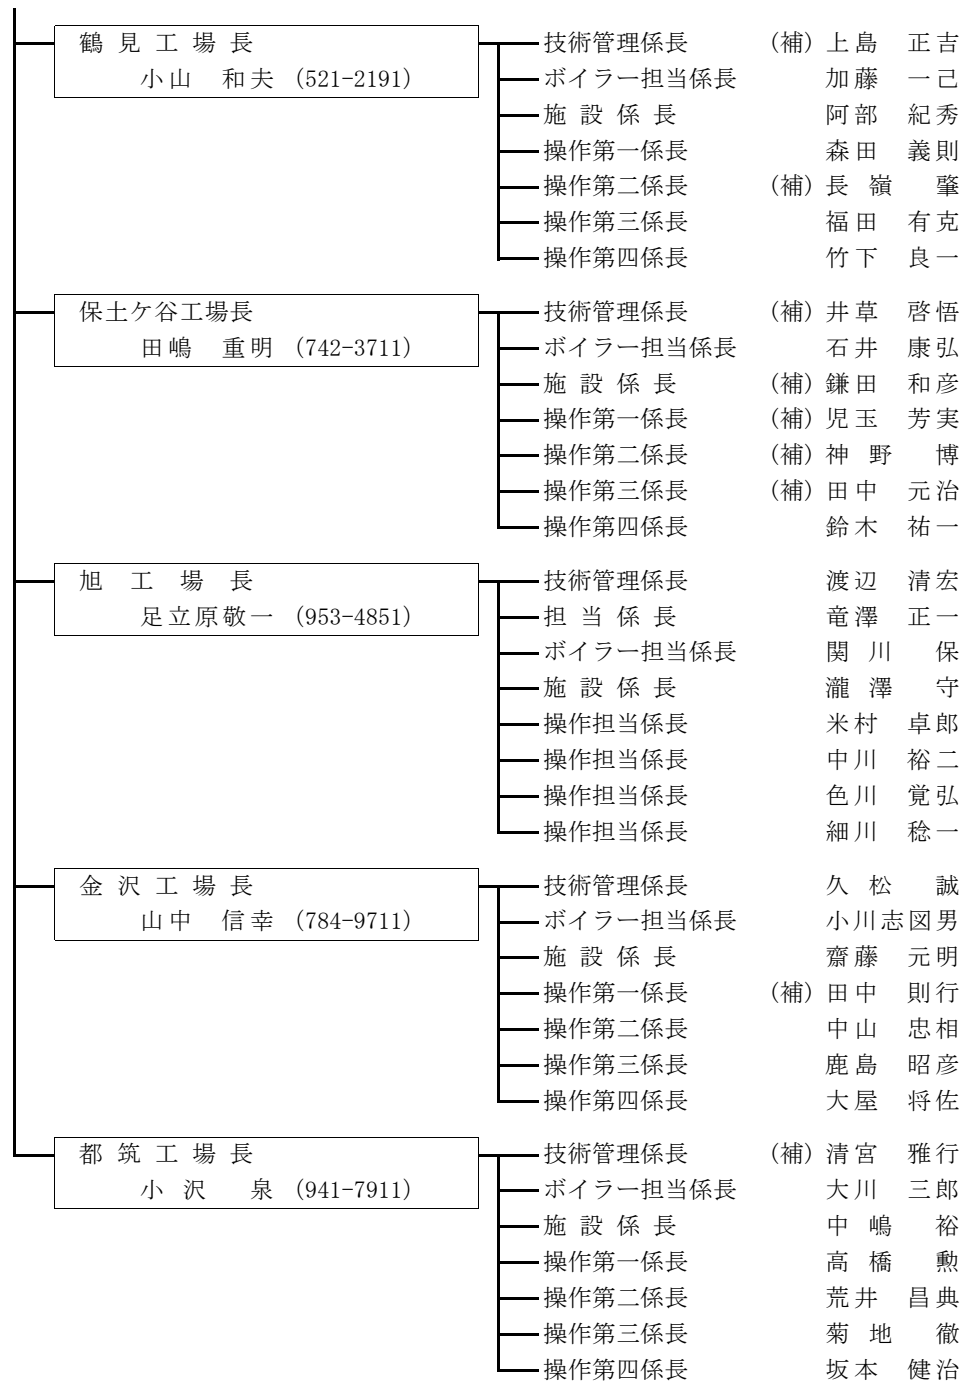 鶴見工場長
小山　和夫 (521-2191)
技術管理係長 (補) 上島　正吉
ボイラー担当係長 加藤　一己
施設係長 阿部　紀秀
操作第一係長 森田　義則
操作第二係長 (補) 長嶺　肇
操作第三係長 福田　有克
操作第四係長 竹下　良一
保土ケ谷工場長
田嶋　重明 (742-3711)
技術管理係長 (補) 井草　啓悟
ボイラー担当係長 石井　康弘
施設係長 (補) 鎌田　和彦
操作第一係長 (補) 児玉　芳実
操作第二係長 (補) 神野　博
操作第三係長 (補) 田中　元治
操作第四係長 鈴木　祐一
旭工場長
足立原敬一 (953-4851)
技術管理係長 渡辺　清宏
担当係長 竜澤　正一
ボイラー担当係長 関川　保
施設係長 瀧澤　守
操作担当係長 米村　卓郎
操作担当係長 中川　裕二
操作担当係長 色川　覚弘
操作担当係長 細川　稔一
金沢工場長
山中　信幸 (784-9711)
技術管理係長 久松　誠
ボイラー担当係長 小川志図男
施設係長 齋藤　元明
操作第一係長 (補) 田中　則行
操作第二係長 中山　忠相
操作第三係長 鹿島　昭彦
操作第四係長 大屋　将佐
都筑工場長
小沢　泉 (941-7911)
技術管理係長 (補) 清宮　雅行
ボイラー担当係長 大川　三郎
施設係長 中嶋　裕
操作第一係長 高橋　勲
操作第二係長 荒井　昌典
操作第三係長 菊地　徹
操作第四係長 坂本　健治